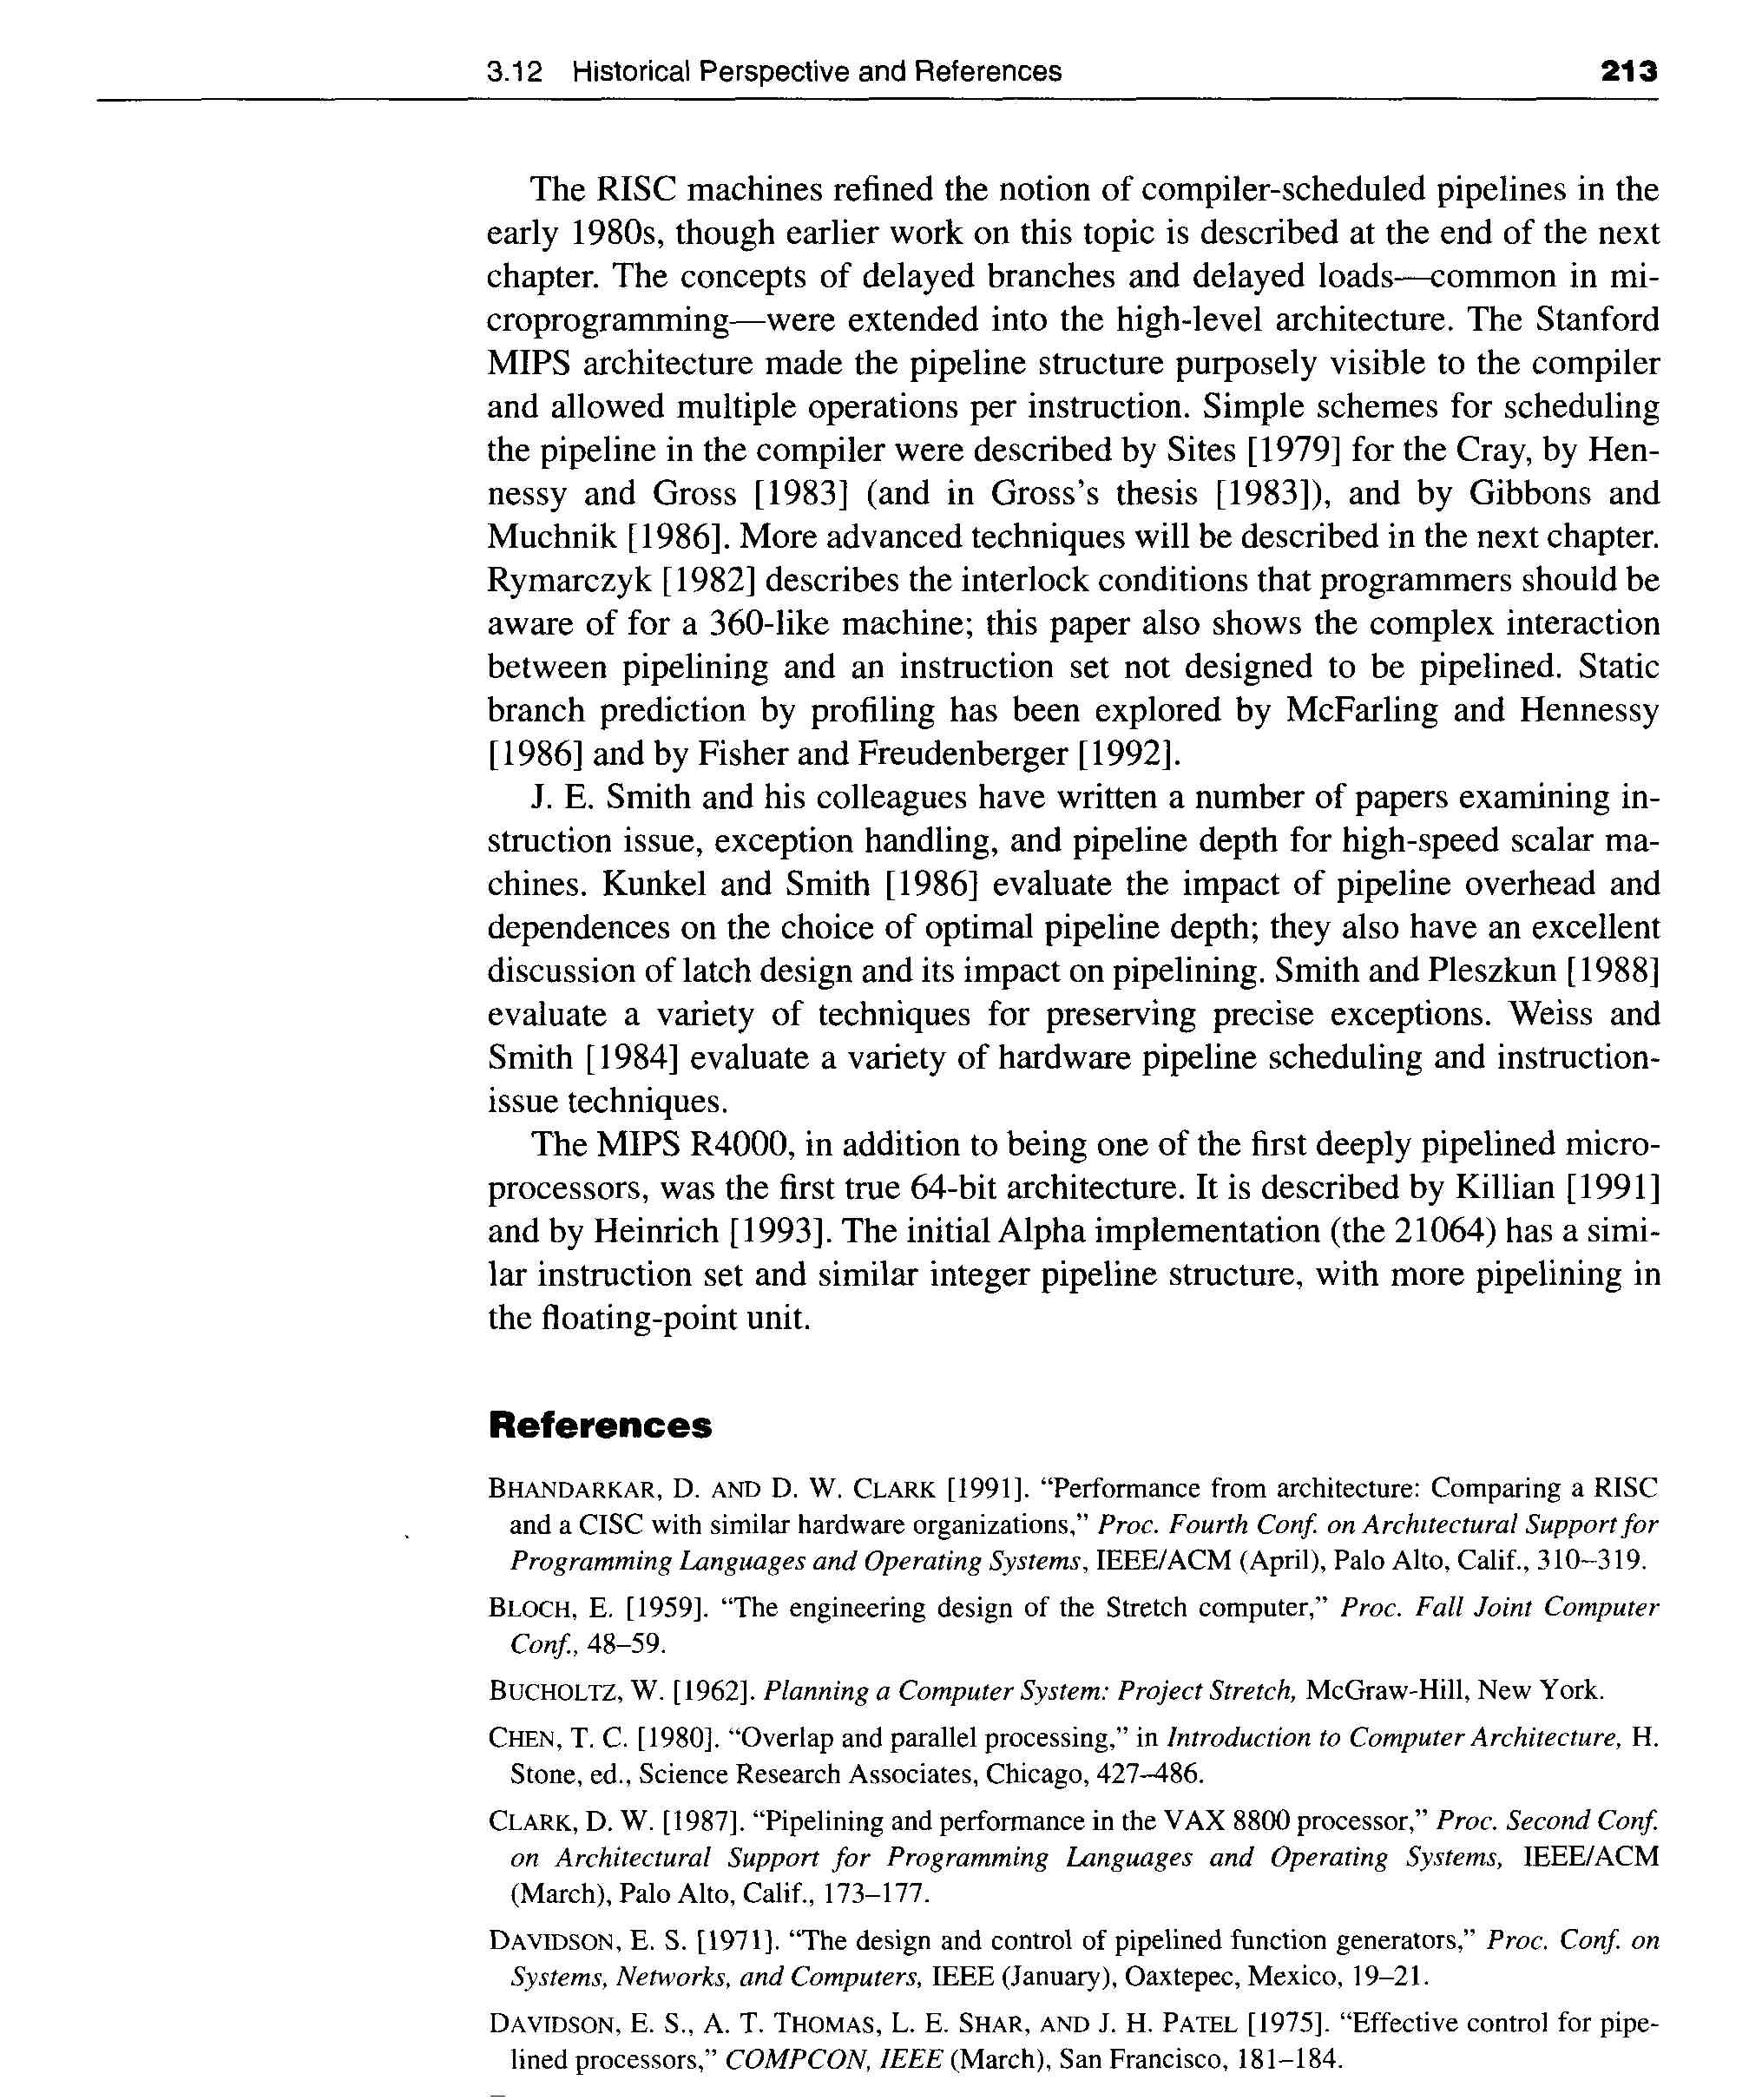 3.12 Historical Perspective and References 213
The RISC machines refined the notion of compiler-scheduled pipelines in the
early 1980s, though earlier work on this topic is described at the end of the next
chapter. The concepts of delayed branches and delayed loads—common in mi-
croprogramming—were extended into the high-level architecture. The Stanford
MIPS architecture made the pipeline structure purposely visible to the compiler
and allowed multiple operations per instruction. Simple schemes for scheduling
the pipeline in the compiler were described by Sites [1979] for the Cray, by Hen-
nessy and Gross [1983] (and in Gross's thesis [1983]), and by Gibbons and
Muchnik [1986]. More advanced techniques will be described in the next chapter.
Rymarczyk [1982] describes the interlock conditions that programmers should be
aware of for a 360-like machine; this paper also shows the complex interaction
between pipelining and an instruction set not designed to be pipelined. Static
branch prediction by profiling has been explored by McFarling and Hennessy
[1986] and by Fisher and Freudenberger [1992].
J. E. Smith and his colleagues have written a number of papers examining in-
struction issue, exception handling, and pipeline depth for high-speed scalar ma-
chines. Kunkel and Smith [1986] evaluate the impact of pipeline overhead and
dependences on the choice of optimal pipeline depth; they also have an excellent
discussion of latch design and its impact on pipelining. Smith and Pleszkun [1988]
evaluate a variety of techniques for preserving precise exceptions. Weiss and
Smith [1984] evaluate a variety of hardware pipeline scheduling and instruction-
issue techniques.
The MIPS R4000, in addition to being one of the first deeply pipelined micro-
processors, was the first true 64-bit architecture. It is described by Killian [1991]
and by Heinrich [1993]. The initial Alpha implementation (the 21064) has a simi-
lar instruction set and similar integer pipeline structure, with more pipelining in
the floating-point unit.
References
BHANDARKAR, D. AND D. W. CLARK [1991]. “Performance from architecture: Comparing a RISC
and a CISC with similar hardware organizations,” Proc. Fourth Conf. on Architectural Support for
Programming Languages and Operating Systems, IEEE/ACM (April), Palo Alto, Calif., 310–319.
BLOCH, E. [1959]. “The engineering design of the Stretch computer,” Proc. Fall Joint Computer
Conf., 48–59.
BUCHOLTZ, W. [1962]. Planning a Computer System: Project Stretch, McGraw-Hill, New York.
CHEN, T. C. [1980]. “Overlap and parallel processing,” in Introduction to Computer Architecture, H.
Stone, ed., Science Research Associates, Chicago, 427–486.
CLARK, D. W. [1987]. “Pipelining and performance in the VAX 8800 processor,” Proc. Second Conf.
on Architectural Support for Programming Languages and Operating Systems, IEEE/ACM
(March), Palo Alto, Calif., 173–177.
DAVIDSON, E. S. [1971]. “The design and control of pipelined function generators,” Proc. Conf. on
Systems, Networks, and Computers, IEEE (January), Oaxtepec, Mexico, 19–21.
DAVIDSON, E. S., A. T. THOMAS, L. E. SHAR, AND J. H. PATEL [1975]. “Effective control for pipe-
lined processors,” COMPCON, IEEE (March), San Francisco, 181–184.